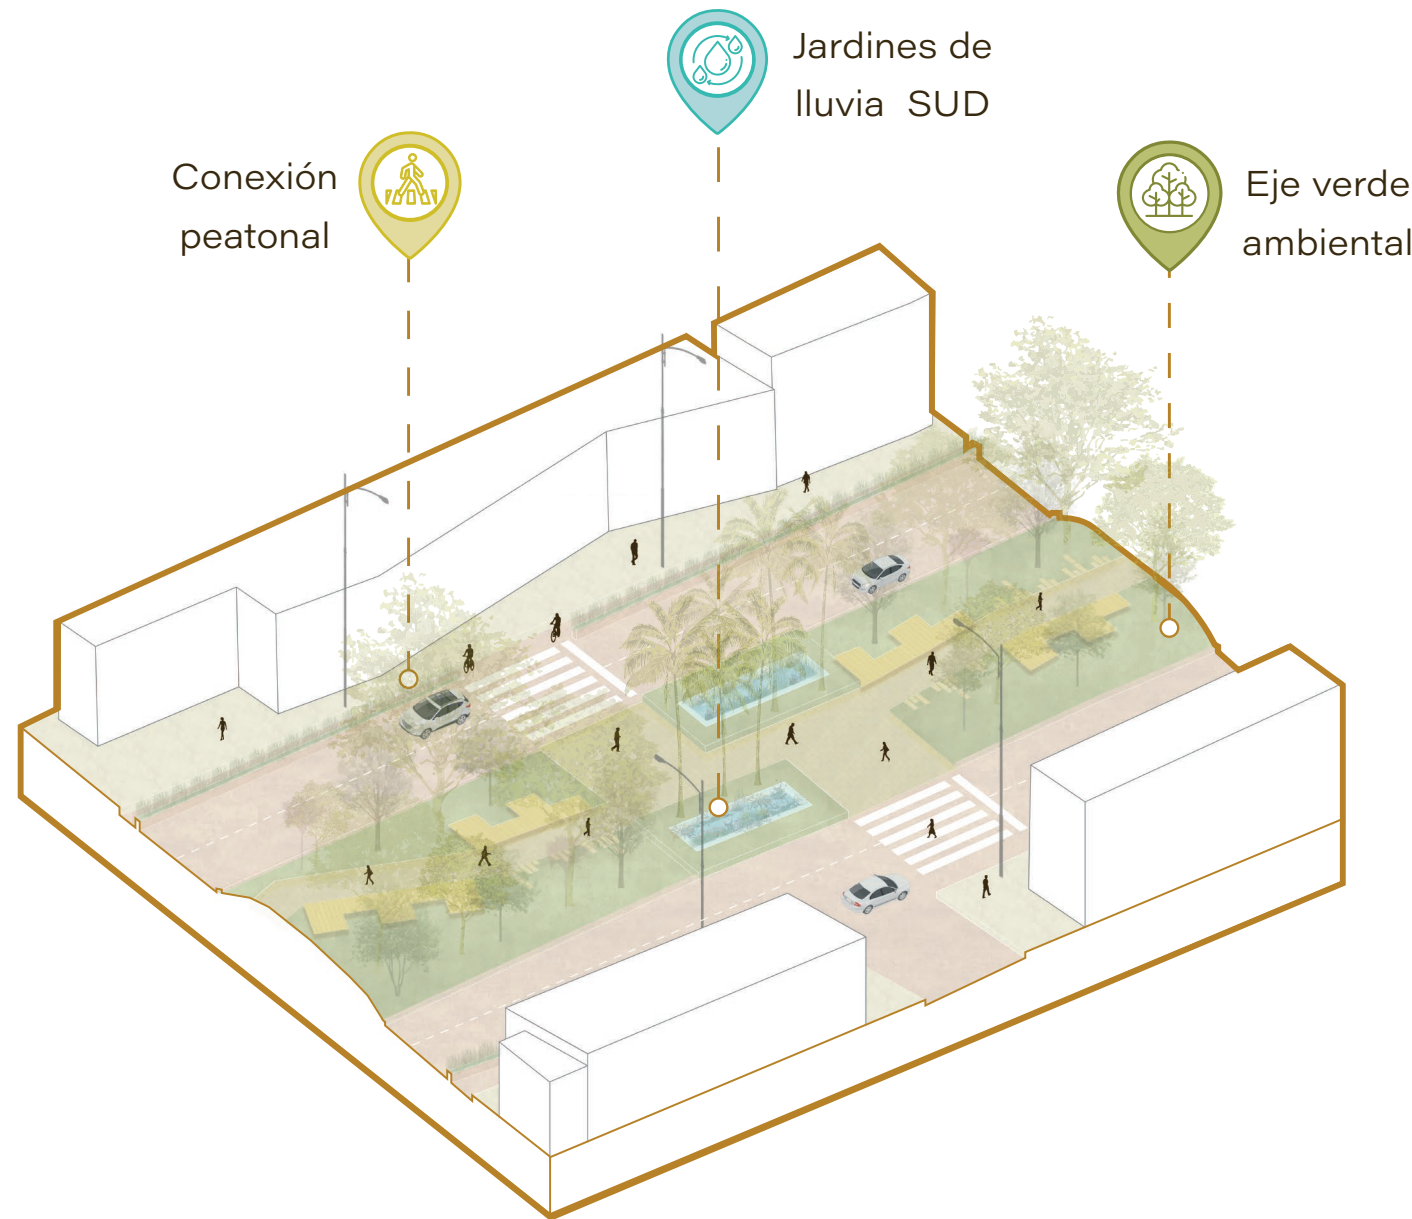 Jardines de
lluvia SUD
Conexión
peatonal
Eje verde
ambiental